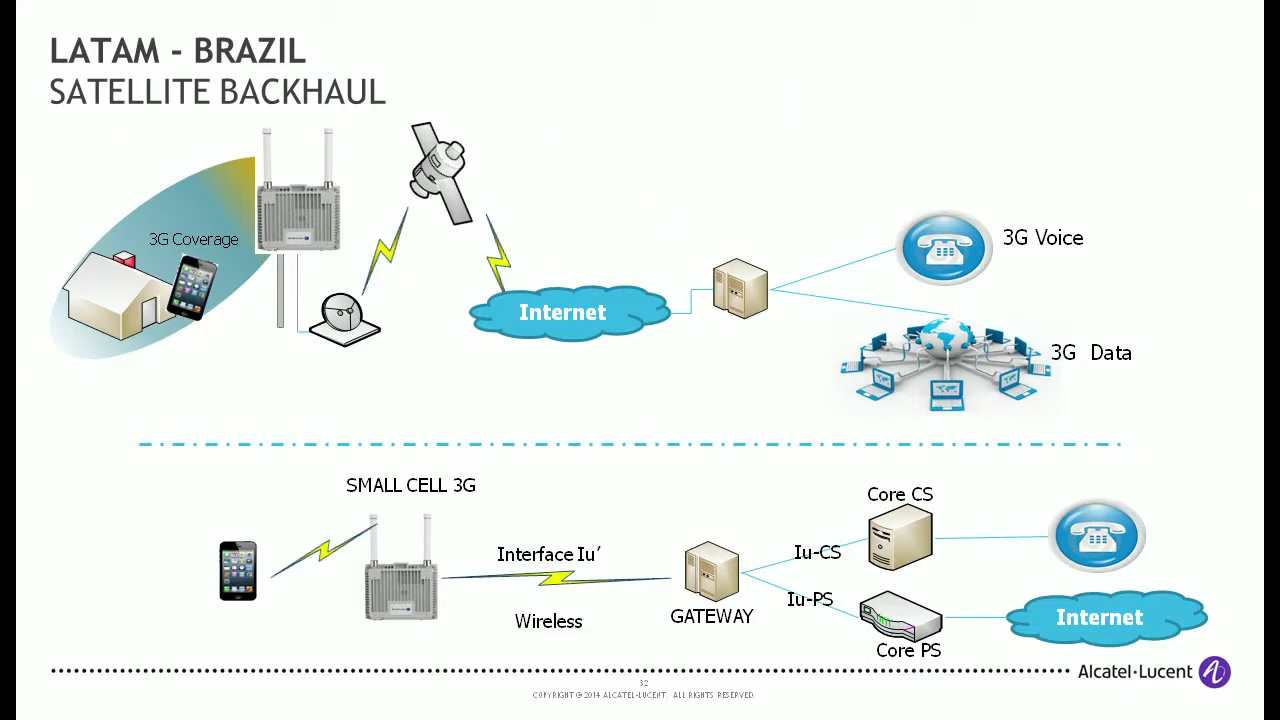 LATAM - BRAZIL
SATELLITE BACKHAUL
3G Coverage
Internet
3G Voice
3G Data
SMALL CELL 3G
Interface Iu’
Wireless
GATEWAY
Iu-CS
Iu-PS
Core CS
Core PS
Internet
Alcatel·Lucent
32
COPYRIGHT © 2014 ALCATEL-LUCENT. ALL RIGHTS RESERVED.